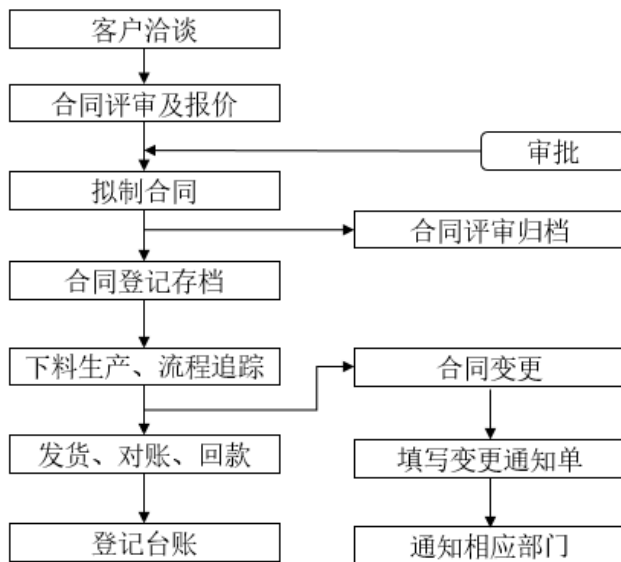 客户洽谈
合同评审及报价
审批
拟制合同
合同评审归档
合同登记存档
下料生产、流程追踪
合同变更
发货、对账、回款
填写变更通知单
登记台账
通知相应部门